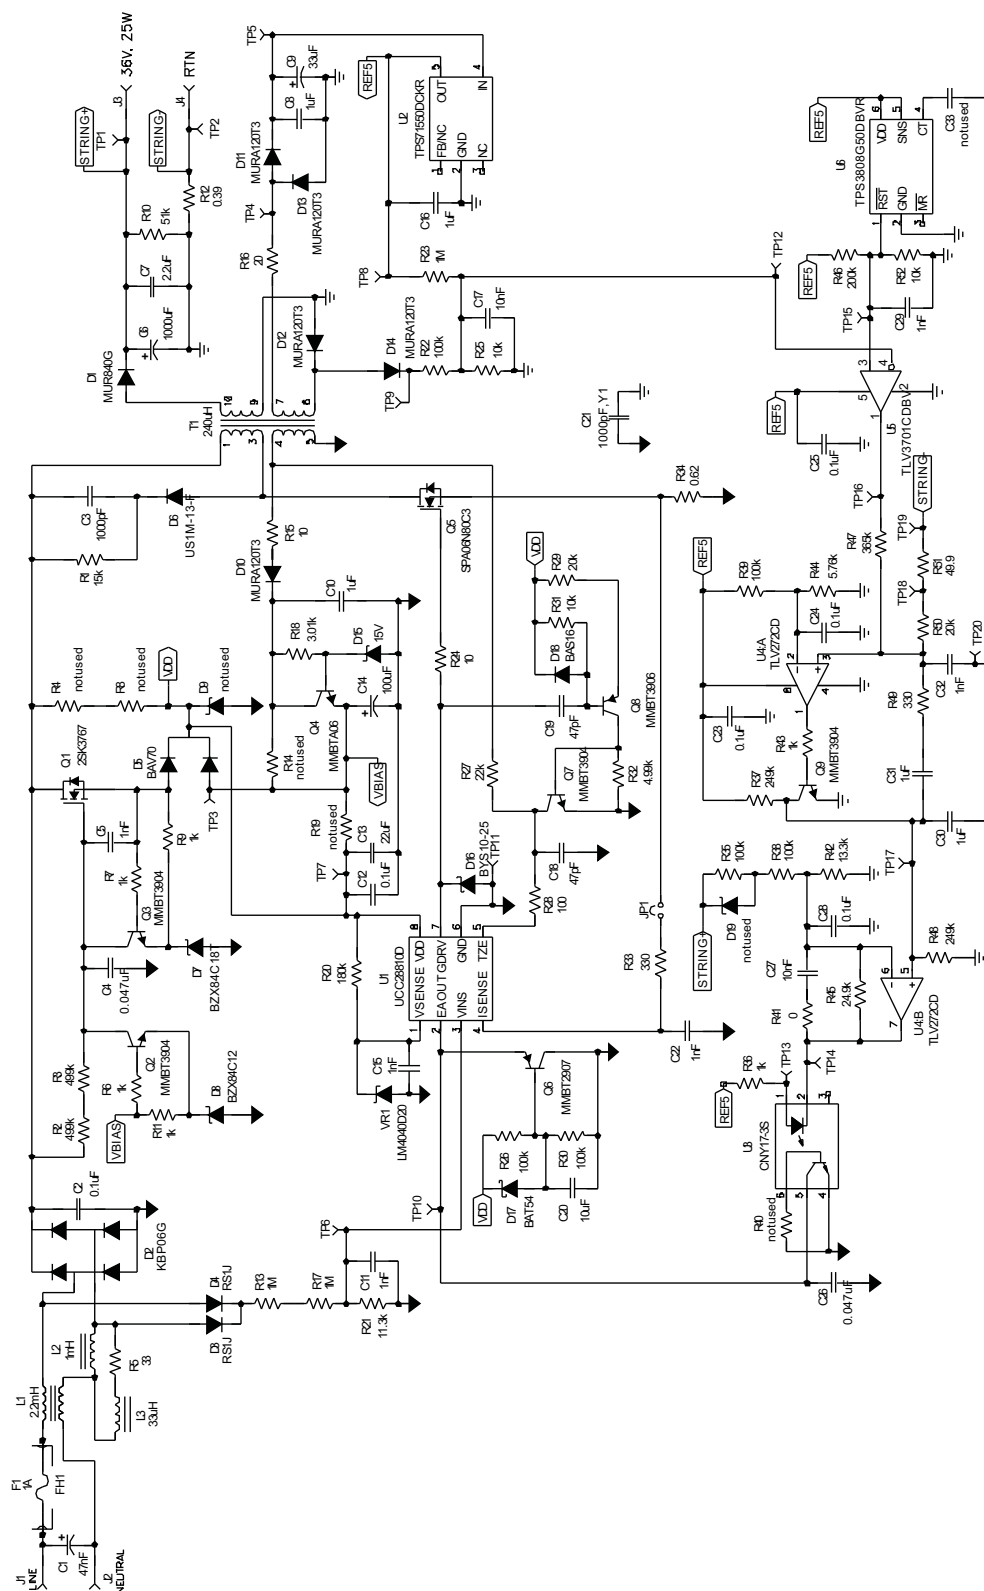 J1
LINE
J2
NEUTRAL
C1
47nF
F1
1A
FH1
L1
2.2mH
L2
1mH
R5
33
L3
33uH
D2
KBP06G
C2
0.1uF
D4
RS1J
D3
RS1J
R13
1M
R17
1M
R21
11.3k
C11
1nF
TP6
R2
499k
R3
499k
VBIAS
R6
1k
R11
1k
Q2
MMBT3904
D8
BZX84C12
C4
0.047uF
Q3
MMBT3904
D7
BZX84C18T
R7
1k
C5
1nF
R9
1k
Q1
2SK3767
D5
BAV70
TP3
R4
notused
R8
notused
VDD
D9
notused
R1
15k
C3
1000pF
D6
US1M-13-F
T1
240uH
D1
MUR840G
C6
1000uF
C7
2.2uF
R10
51k
R12
0.39
STRING+
TP1
J3
36V, 25W
STRING-
TP2
J4
RTN
R16
20
TP4
D11
MURA120T3
D13
MURA120T3
C8
1uF
C9
33uF
TP5
D12
MURA120T3
D14
MURA120T3
TP9
R22
100k
R25
10k
C17
10nF
R23
1M
TP8
C16
1uF
REF5
U2
TPS71550DCKR
OUT
FB/NC
GND
NC
IN
C21
1000pF, Y1
D10
MURA120T3
R15
10
C10
1uF
R18
3.01k
D15
15V
Q4
MMBTA06
C14
100uF
R14
notused
VBIAS
R19
notused
C13
22uF
C12
0.1uF
TP7
R20
180k
C15
1nF
VR1
LM4040D20
U1
UCC28810D
VSENSE VDD
EAOUT GDRV
VINS GND
ISENSE TZE
D16
BYS10-25
TP11
TP10
Q5
SPA06N80C3
R24
10
R27
22k
R34
0.62
C19
47pF
D18
BAS16
R31
10k
R29
20k
VDD
Q8
MMBT3906
Q7
MMBT3904
R32
4.99k
C18
47pF
R28
100
JP1
R33
330
C22
1nF
Q6
MMBT2907
R26
100k
R30
100k
VDD
D17
BAT54
C20
10uF
C26
0.047uF
R40
notused
U3
CNY17-3S
REF5
R36
1k
TP13
TP14
R41
0
C27
10nF
R45
24.9k
U4:B
TLV272CD
R48
249k
STRING+
D19
notused
R35
100k
R38
100k
R42
13.3k
C28
0.1uF
TP17
C30
1uF
C31
1uF
R49
330
C32
1nF
TP20
R37
249k
Q9
MMBT3904
R43
1k
C23
0.1uF
U4:A
TLV272CD
REF5
R39
100k
R44
5.76k
C24
0.1uF
R47
365k
R50
20k
TP18
R51
49.9
TP19
STRING-
TP16
C25
0.1uF
REF5
U5
TLV3701CDBV
TP12
TP15
C29
1nF
R46
200k
R52
10k
REF5
U6
TPS3808G50DBVR
RST
GND
MR
VDD
SNS
CT
REF5
C33
notused